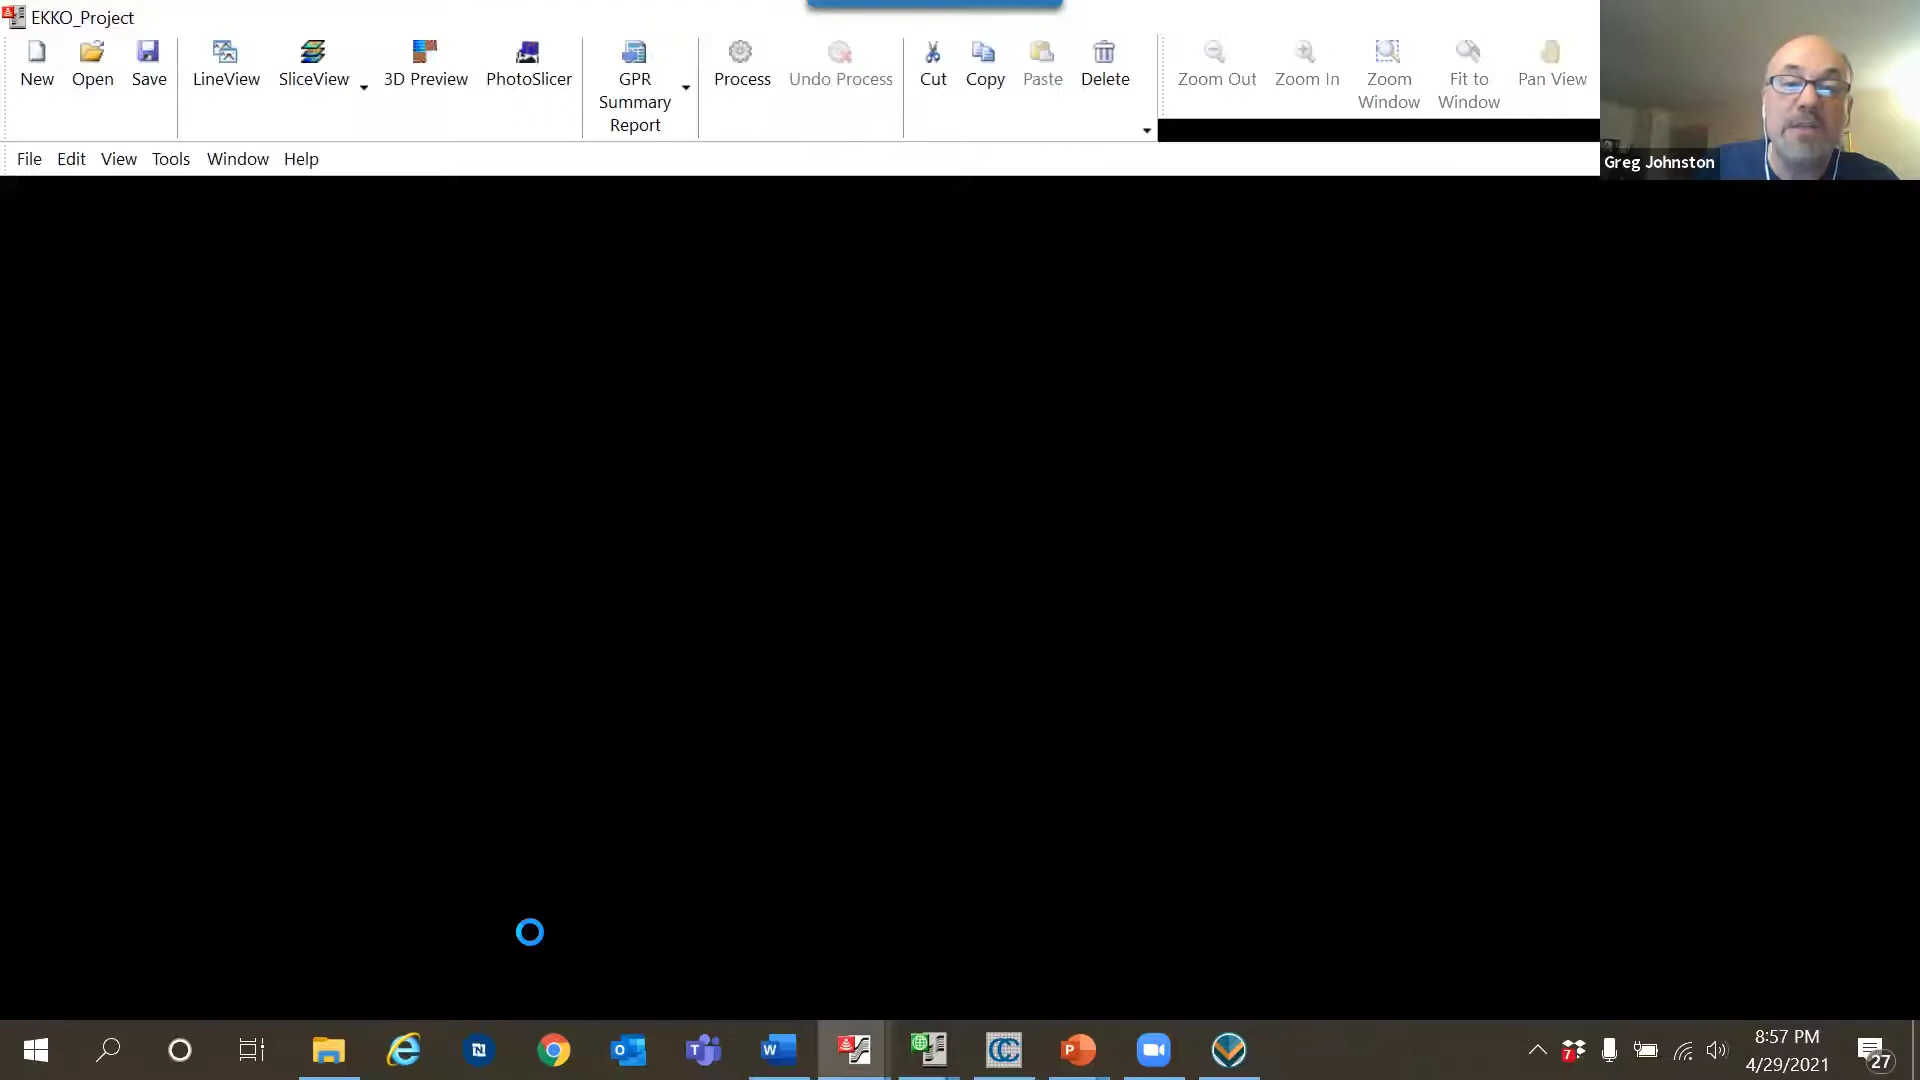 EKKO_Project
New Open Save LineView SliceView 3D Preview PhotoSlicer GPR Summary Report Process Undo Process Cut Copy Paste Delete Zoom Out Zoom In Zoom Window Fit to Window Pan View
File Edit View Tools Window Help
Greg Johnston
8:57 PM
4/29/2021
27
7